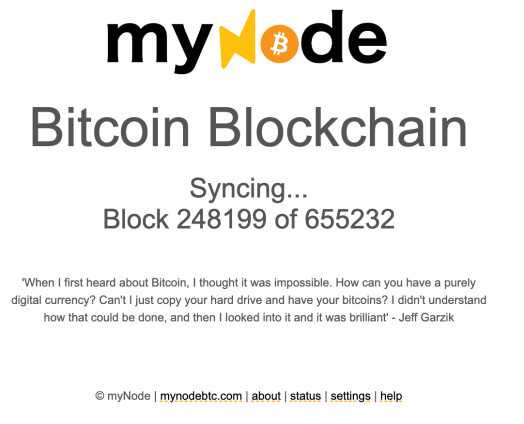 myNode
Bitcoin Blockchain
Syncing...
Block 248199 of 655232
'When I first heard about Bitcoin, I thought it was impossible. How can you have a purely
digital currency? Can't I just copy your hard drive and have your bitcoins? I didn't understand
how that could be done, and then I looked into it and it was brilliant' - Jeff Garzik
© myNode | mynodebtc.com | about | status | settings | help